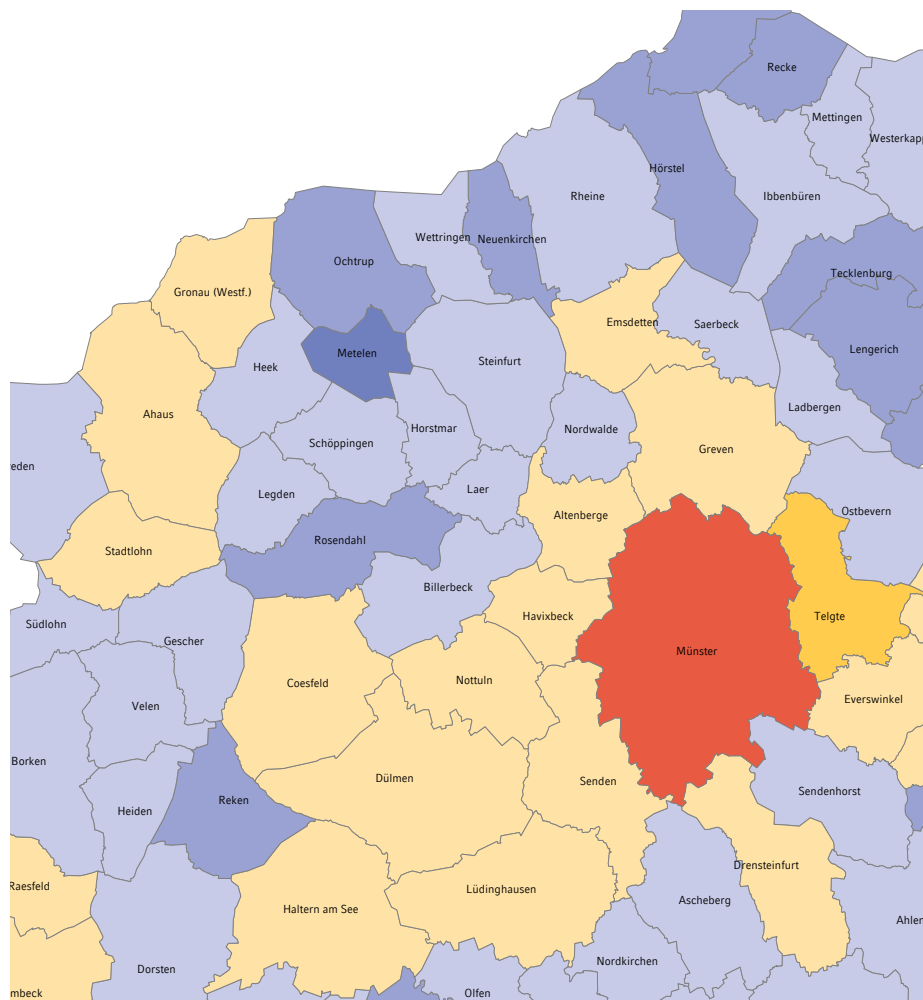 Recke
Mettingen
Westerkapp
Hörstel
Rheine
Ibbenbüren
Wettringen
Neuenkirchen
Ochtrup
Tecklenburg
Gronau (Westf.)
Emsdetten
Saerbeck
Metelen
Lengerich
Steinfurt
Heek
Ladbergen
Ahaus
Horstmar
Nordwalde
Schöppingen
Greven
reden
Laer
Legden
Ostbevern
Altenberge
Rosendahl
Stadtlohn
Billerbeck
Havixbeck
Telgte
Südlohn
Gescher
Münster
Nottuln
Coesfeld
Everswinkel
Velen
Borken
Dülmen
Senden
Sendenhorst
Reken
Heiden
Drensteinfurt
Raesfeld
Lüdinghausen
Ascheberg
Haltern am See
Ahlen
Nordkirchen
Dorsten
mbeck
Olfen